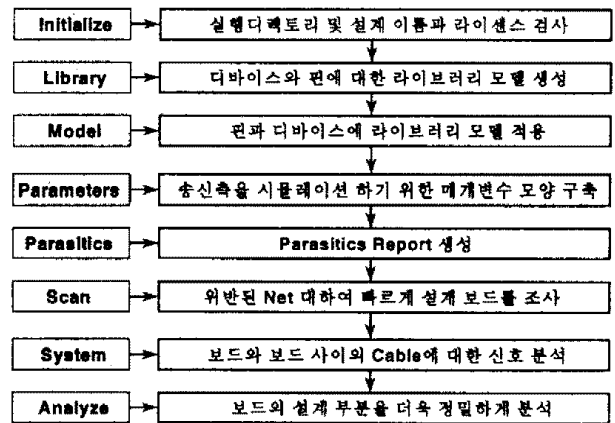 Initialize
실행디렉토리 및 설계 이름과 라이센스 검사
Library
디바이스와 핀에 대한 라이브러리 모델 생성
Model
핀과 디바이스에 라이브러리 모델 적용
Parameters
송신측을 시뮬레이션 하기 위한 매개변수 모양 구축
Parasitics
Parasitics Report 생성
Scan
위반된 Net 대하여 빠르게 설계 보드를 조사
System
보드와 보드 사이의 Cable에 대한 신호 분석
Analyze
보드의 설계 부분을 더욱 정밀하게 분석